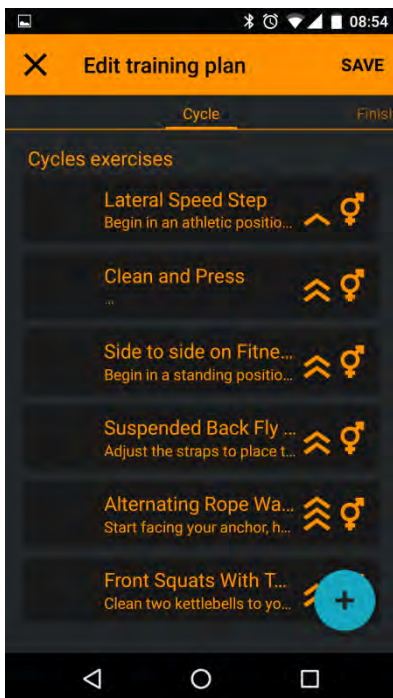 08:54
Edit training plan
SAVE
Cycle
Finish
Cycles exercises
Lateral Speed Step
Begin in an athletic positio...
Clean and Press
...
Side to side on Fitne...
Begin in a standing positio...
Suspended Back Fly ...
Adjust the straps to place t...
Alternating Rope Wa...
Start facing your anchor, h...
Front Squats With T...
Clean two kettlebells to yo...
+